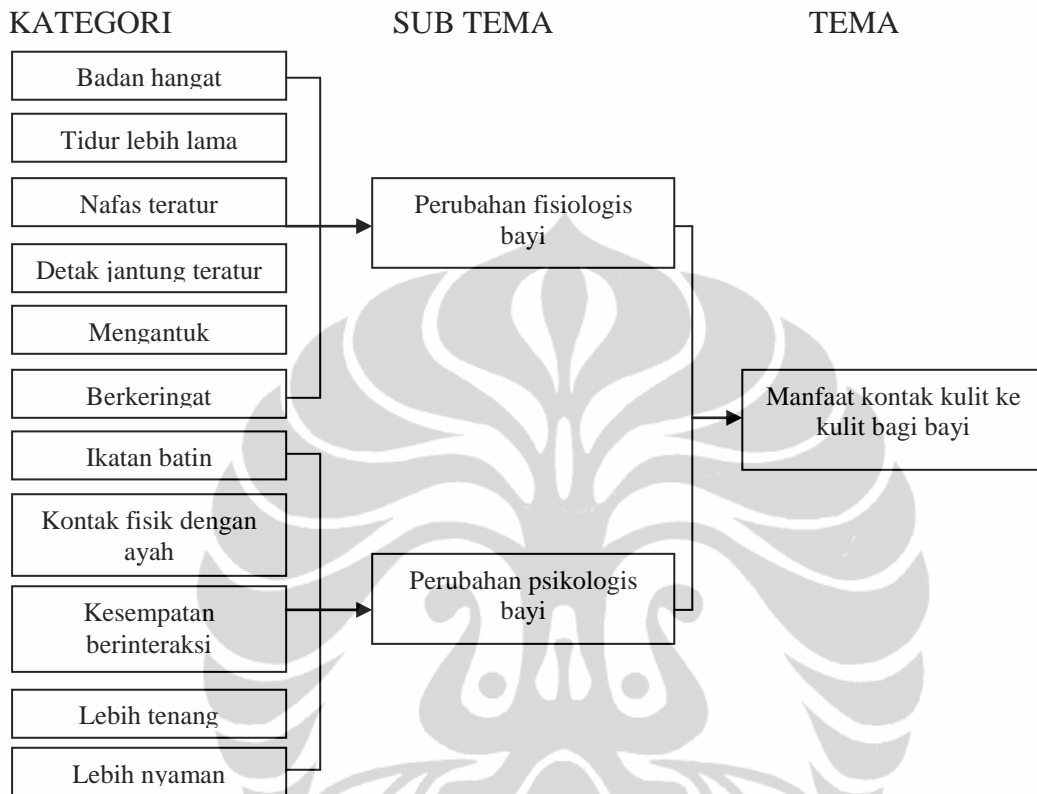 KATEGORI SUB TEMA TEMA
Badan hangat
Tidur lebih lama
Nafas teratur
Detak jantung teratur
Mengantuk
Berkeringat
Ikatan batin
Kontak fisik dengan
ayah
Kesempatan
berinteraksi
Lebih tenang
Lebih nyaman
Perubahan fisiologis
bayi
Perubahan psikologis
bayi
Manfaat kontak kulit ke
kulit bagi bayi